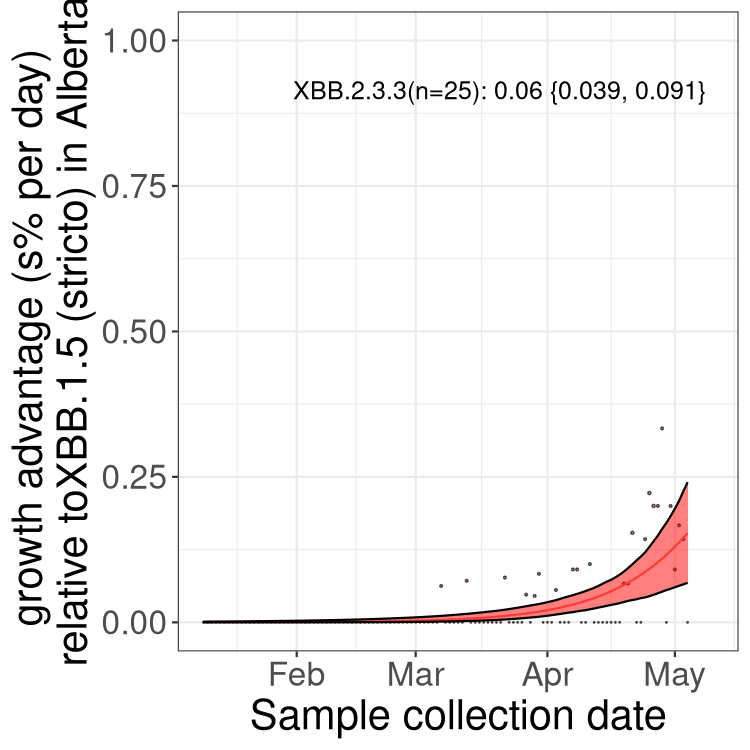 growth advantage (s% per day)
relative toXBB.1.5 (stricto) in Alberta
1.00
0.75
0.50
0.25
0.00
XBB.2.3.3(n=25): 0.06 {0.039, 0.091}
Feb Mar Apr May
Sample collection date